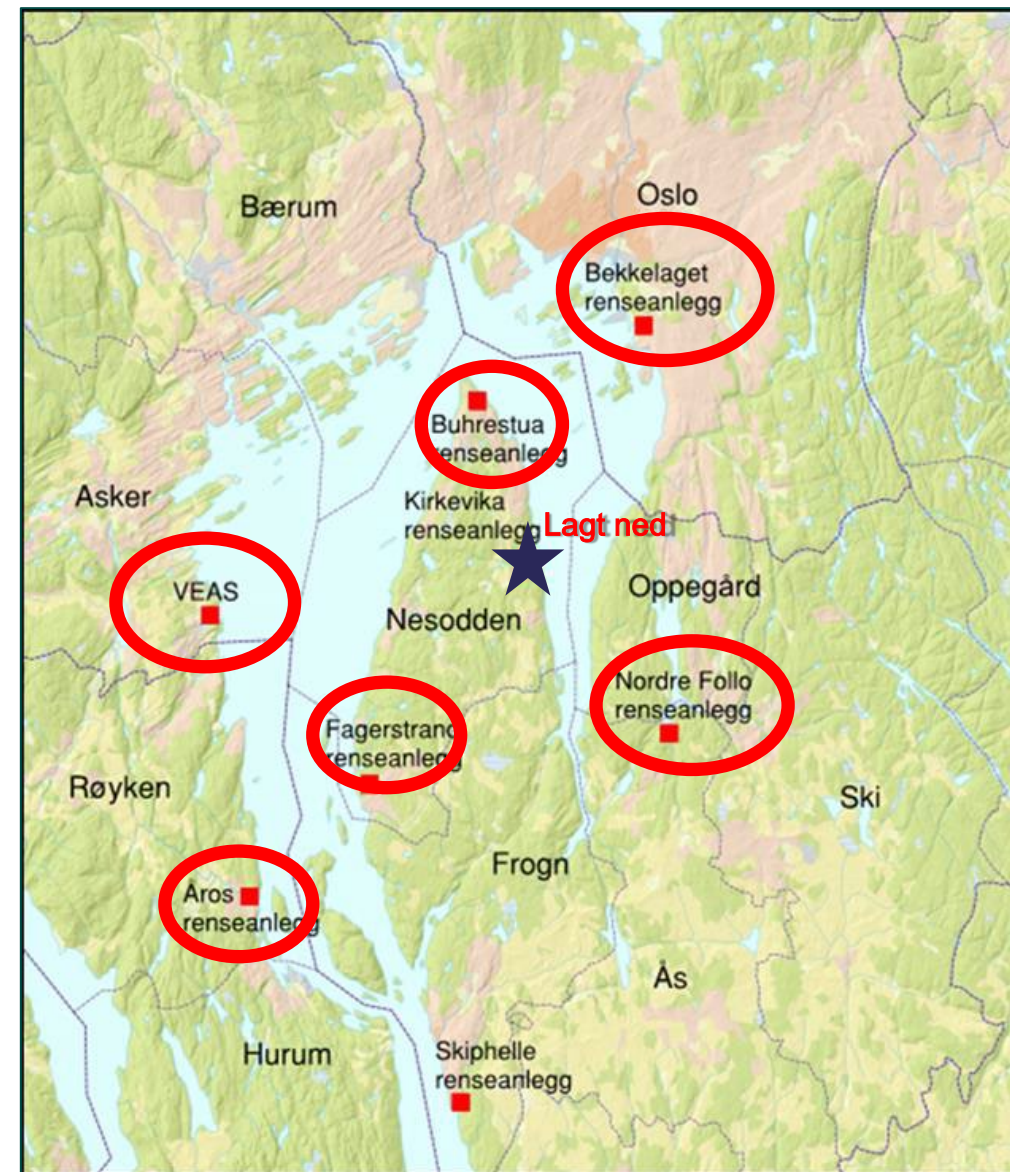 Bærum
Oslo
Bekkelaget
renseanlegg
Buhrestua
renseanlegg
Asker
Kirkevika
renseanlegg
Lagt ned
VEAS
Oppegård
Nesodden
Nordre Follo
renseanlegg
Fagerstrand
renseanlegg
Røyken
Ski
Frogn
Åros
renseanlegg
Ås
Hurum
Skiphelle
renseanlegg